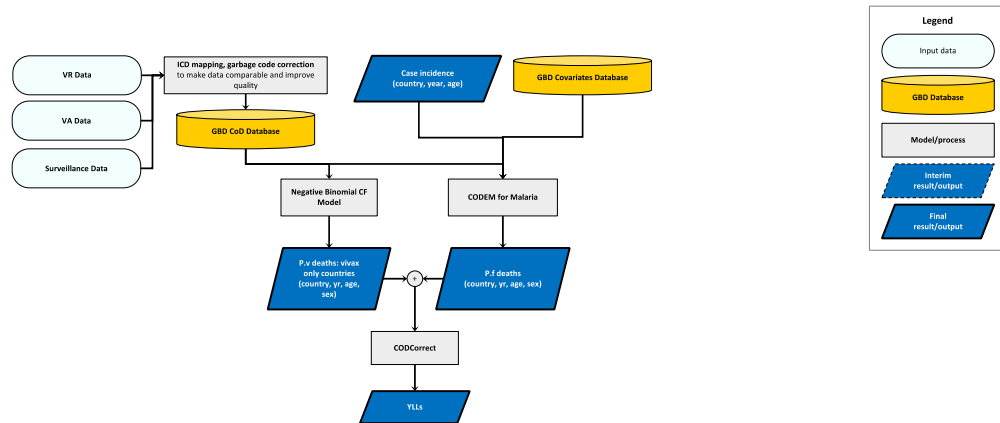 Legend
Input data
GBD Database
Model/process
Interim
result/output
Final
result/output
VR Data
VA Data
Surveillance Data
ICD mapping, garbage code correction
to make data comparable and improve
quality
GBD CoD Database
Case incidence
(country, year, age)
GBD Covariates Database
Negative Binomial CF
Model
CODEM for Malaria
P.v deaths: vivax
only countries
(country, yr, age,
sex)
+
P.f deaths
(country, yr, age, sex)
CODCorrect
YLLs